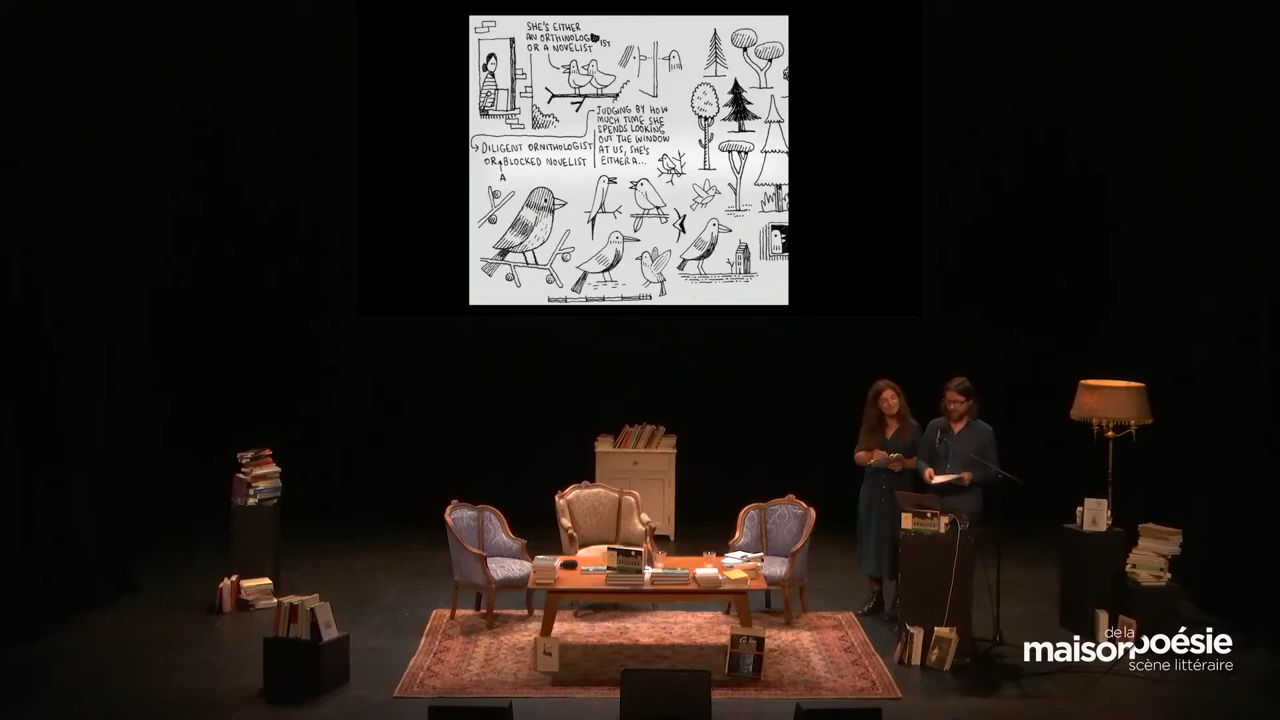 SHE'S EITHER
AN ORTHINOLOGIST
OR A NOVELIST
JUDGING BY HOW
MUCH TIME SHE
SPENDS LOOKING
OUT THE WINDOW
AT US, SHE'S
EITHER A...
DILIGENT ORNITHOLOGIST
OR A BLOCKED NOVELIST
maison de la poésie
scène littéraire